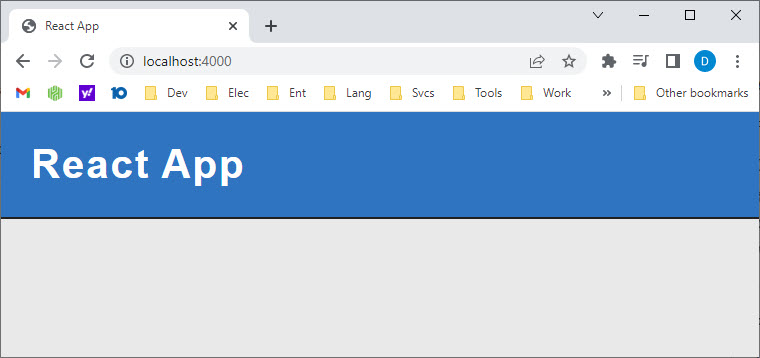 React App
localhost:4000
y! 10 Dev Elec Ent Lang Svcs Tools Work » Other bookmarks
D
React App